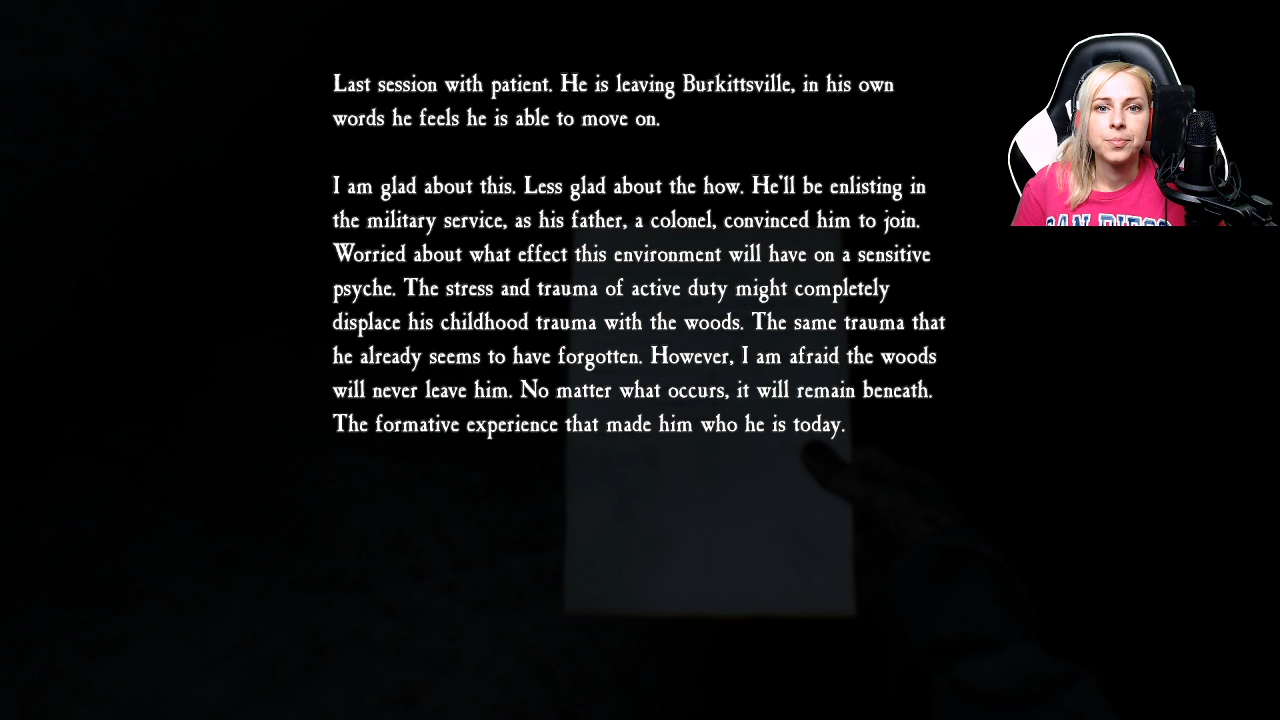 Last session with patient. He is leaving Burkittsville, in his own
words he feels he is able to move on.
I am glad about this. Less glad about the how. He'll be enlisting in
the military service, as his father, a colonel, convinced him to join.
Worried about what effect this environment will have on a sensitive
psyche. The stress and trauma of active duty might completely
displace his childhood trauma with the woods. The same trauma that
he already seems to have forgotten. However, I am afraid the woods
will never leave him. No matter what occurs, it will remain beneath.
The formative experience that made him who he is today.
SAN DIEGO